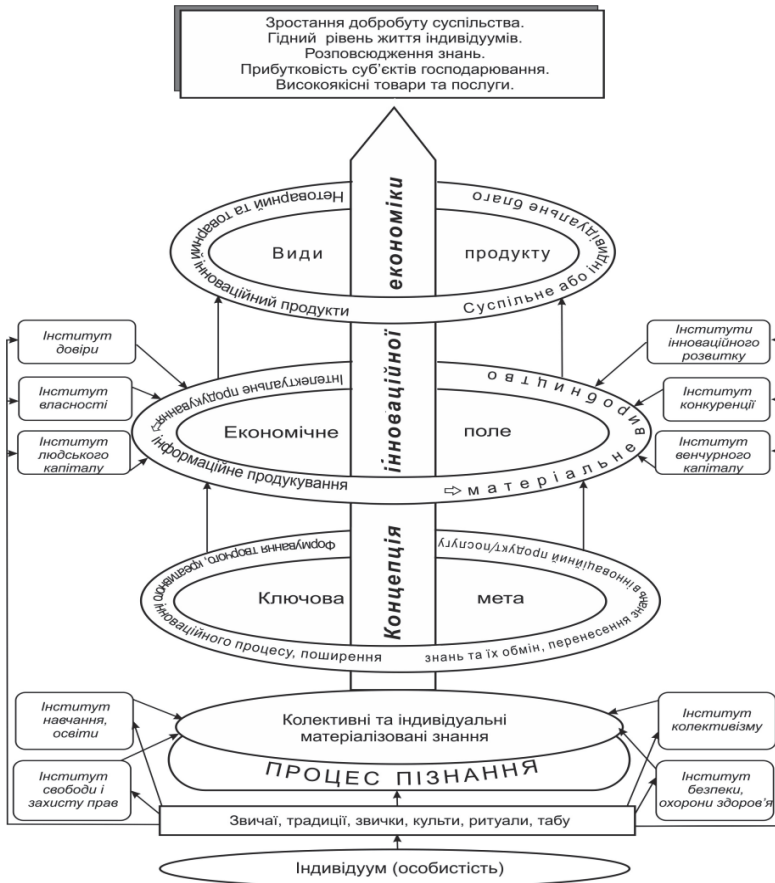 Зростання добробуту суспільства.
Гідний рівень життя індивідуумів.
Розповсюдження знань.
Прибутковість суб’єктів господарювання.
Високоякісні товари та послуги.
Нетоварний та товарний
інноваційний продукти
Суспільне або індивідуальне благо
Види продукту
Концепція інноваційної економіки
Інститут
довіри
Інститут
власності
Інститут
людського
капіталу
Інститути
інноваційного
розвитку
Інститут
конкуренції
Інститут
венчурного
капіталу
Інтелектуальне продукування
⇨ інформаційне продукування
⇨ матеріальне виробництво
Економічне поле
Формування творчого, креативного,
інноваційного процесу, поширення
знань та їх обмін, перенесення знань
в інноваційний продукт/послугу
Ключова мета
Інститут
навчання,
освіти
Інститут
свободи і
захисту прав
Колективні та індивідуальні
матеріалізовані знання
ПРОЦЕС ПІЗНАННЯ
Інститут
колективізму
Інститут
безпеки,
охорони здоров’я
Звичаї, традиції, звички, культи, ритуали, табу
Індивідуум (особистість)